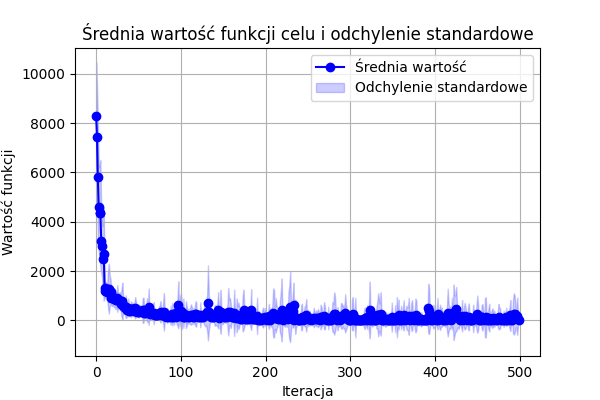 Średnia wartość funkcji celu i odchylenie standardowe
Średnia wartość
Odchylenie standardowe
Wartość funkcji
10000
8000
6000
4000
2000
0
0 100 200 300 400 500
Iteracja